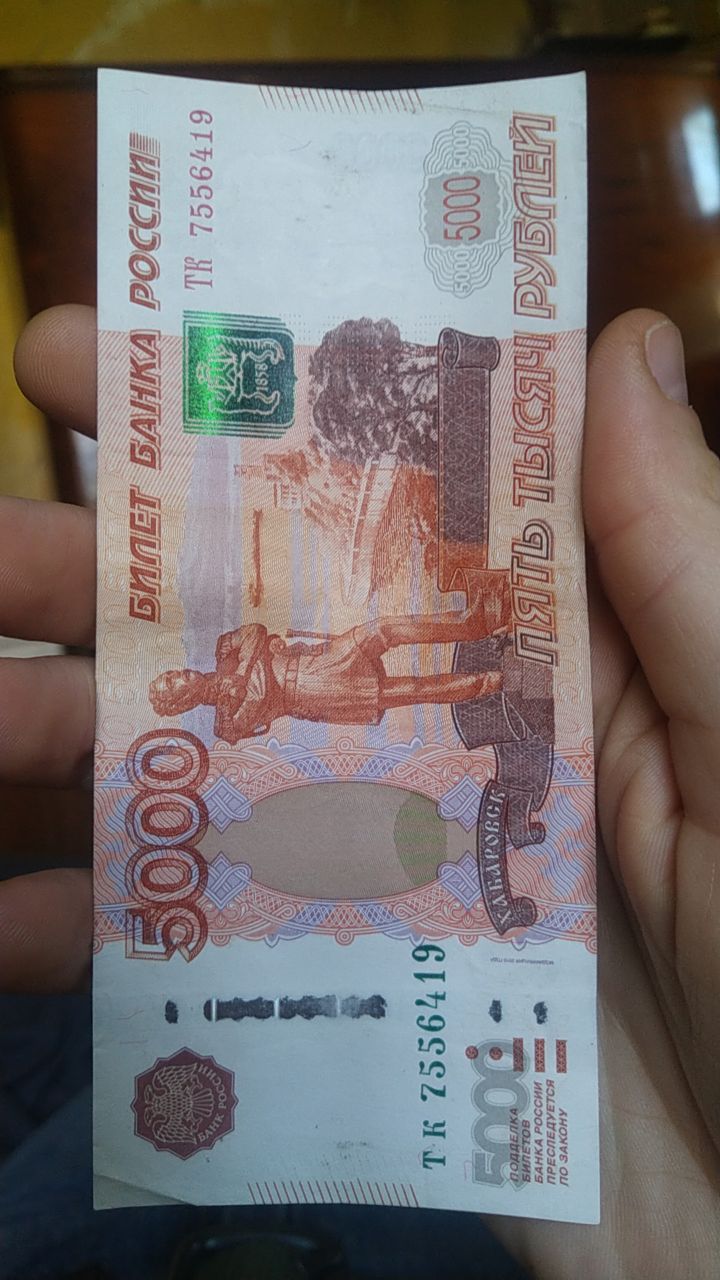 БАНК РОССИИ
5000
БИЛЕТ БАНКА РОССИИ
ТК 7556419
1858
ТК 7556419
5000
ПОДДЕЛКА
БИЛЕТОВ
БАНКА РОССИИ
ПРЕСЛЕДУЕТСЯ
ПО ЗАКОНУ
ХАБАРОВСК
5000 5000 5000
ПЯТЬ ТЫСЯЧ РУБЛЕЙ